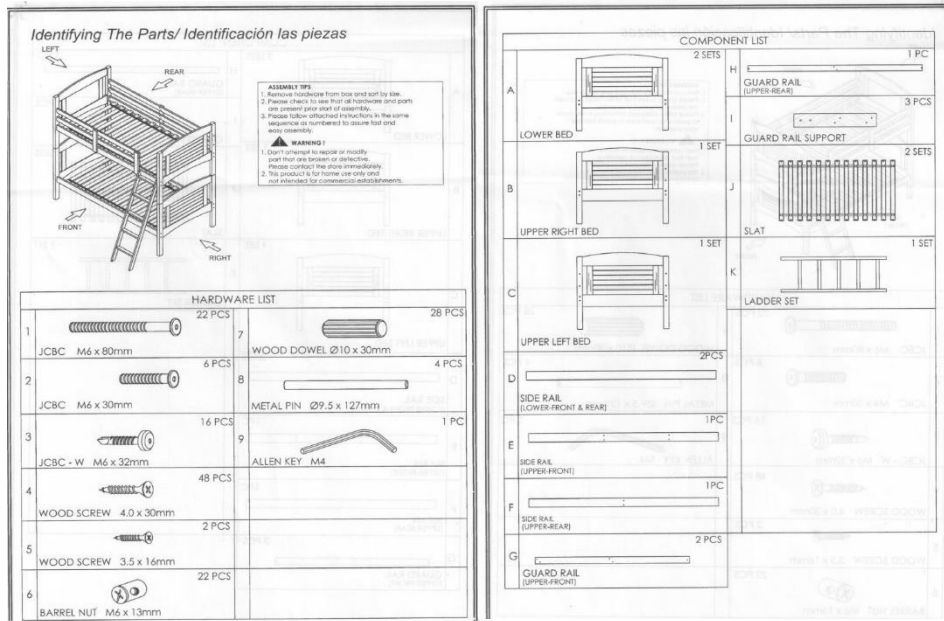 Identifying The Parts/ Identificación las piezas
LEFT
REAR
FRONT
RIGHT
ASSEMBLY TIPS
1. Remove hardware from box and sort by size.
2. Please check to see that all hardware and parts
are present prior start of assembly.
3. Please follow attached instructions in the same
sequence as numbered to assure fast and
easy assembly.
WARNING !
1. Don't attempt to repair or modify
part that are broken or defective.
Please contact the store immediately.
2. This product is for home use only and
not intended for commercial establishments.
HARDWARE LIST
1
22 PCS
JCBC M6 x 80mm
2
6 PCS
JCBC M6 x 30mm
3
16 PCS
JCBC - W M6 x 32mm
4
48 PCS
WOOD SCREW 4.0 x 30mm
5
2 PCS
WOOD SCREW 3.5 x 16mm
6
22 PCS
BARREL NUT M6 x 13mm
7
28 PCS
WOOD DOWEL Ø10 x 30mm
8
4 PCS
METAL PIN Ø9.5 x 127mm
9
1 PC
ALLEN KEY M4
COMPONENT LIST
A
2 SETS
LOWER BED
B
1 SET
UPPER RIGHT BED
C
1 SET
UPPER LEFT BED
D
2PCS
SIDE RAIL
(LOWER-FRONT & REAR)
E
1PC
SIDE RAIL
(UPPER-FRONT)
F
1PC
SIDE RAIL
(UPPER-REAR)
G
2 PCS
GUARD RAIL
(UPPER-FRONT)
H
1 PC
GUARD RAIL
(UPPER-REAR)
I
3 PCS
GUARD RAIL SUPPORT
J
2 SETS
SLAT
K
1 SET
LADDER SET